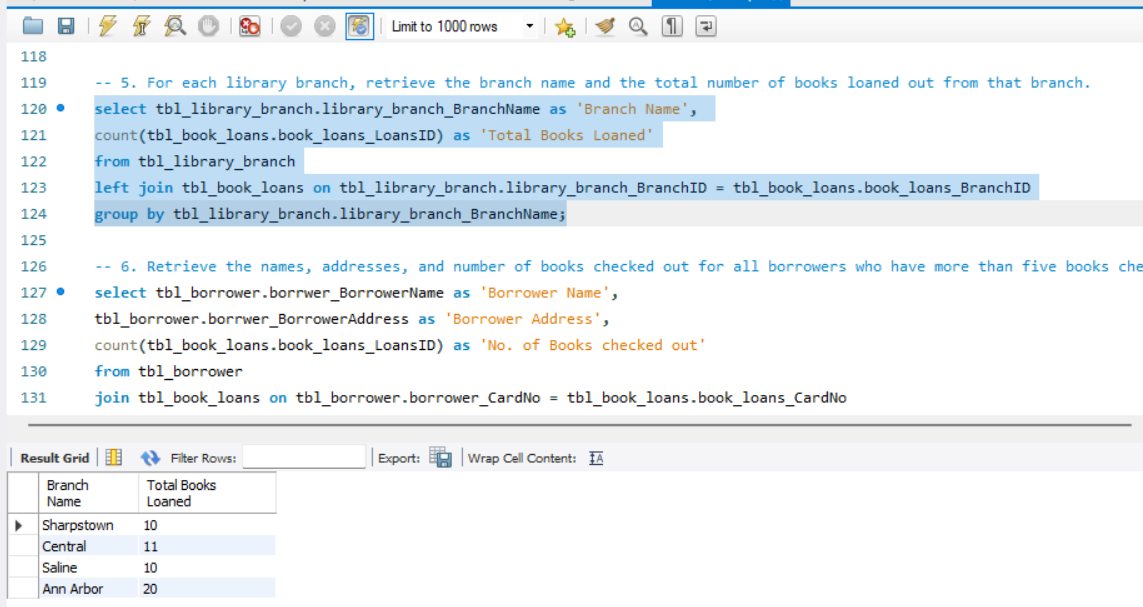 Limit to 1000 rows
118
119 -- 5. For each library branch, retrieve the branch name and the total number of books loaned out from that branch.
120 select tbl_library_branch.library_branch_BranchName as 'Branch Name',
121 count(tbl_book_loans.book_loans_LoansID) as 'Total Books Loaned'
122 from tbl_library_branch
123 left join tbl_book_loans on tbl_library_branch.library_branch_BranchID = tbl_book_loans.book_loans_BranchID
124 group by tbl_library_branch.library_branch_BranchName;
125
126 -- 6. Retrieve the names, addresses, and number of books checked out for all borrowers who have more than five books che
127 select tbl_borrower.borrwer_BorrowerName as 'Borrower Name',
128 tbl_borrower.borrwer_BorrowerAddress as 'Borrower Address',
129 count(tbl_book_loans.book_loans_LoansID) as 'No. of Books checked out'
130 from tbl_borrower
131 join tbl_book_loans on tbl_borrower.borrower_CardNo = tbl_book_loans.book_loans_CardNo
Result Grid Filter Rows: Export: Wrap Cell Content: IA
Branch Total Books
Name Loaned
Sharpstown 10
Central 11
Saline 10
Ann Arbor 20